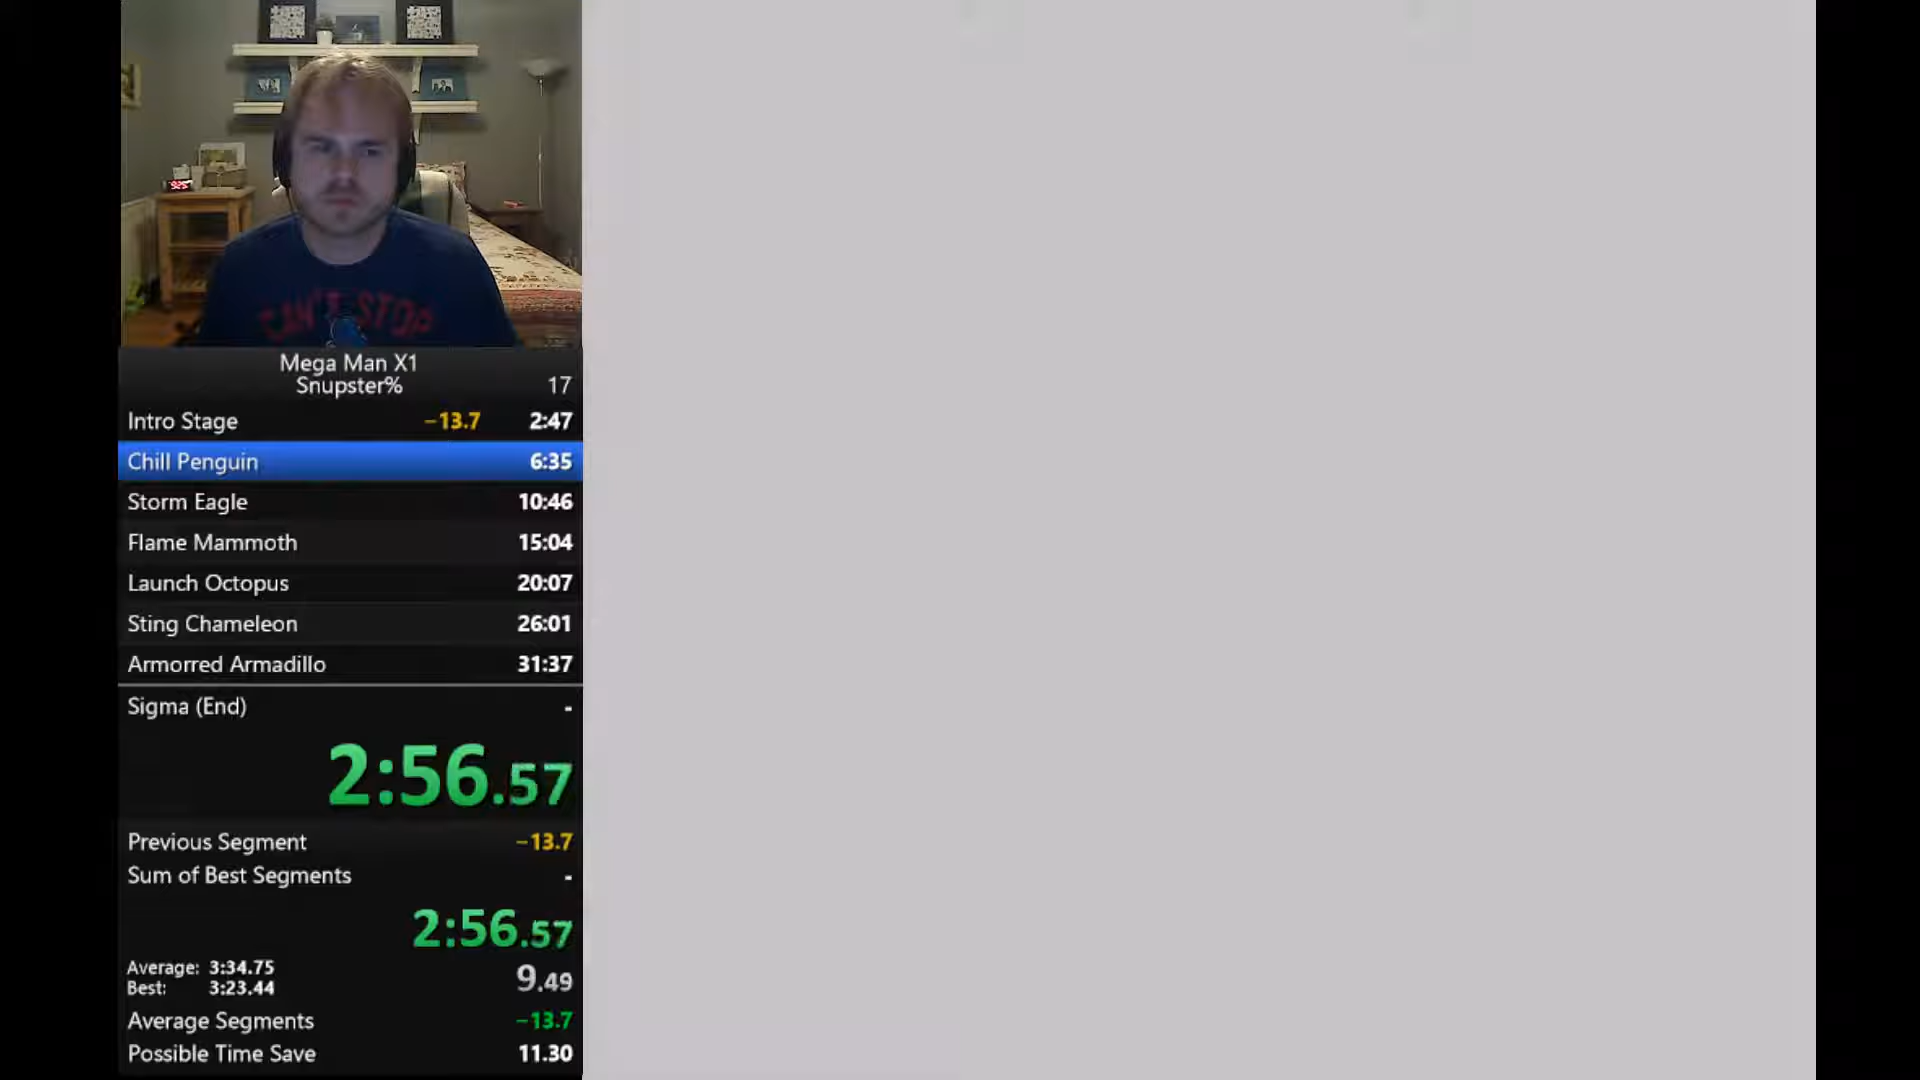 925
CAN'T STOP
Mega Man X1
Snupster% 17
Intro Stage −13.7 2:47
Chill Penguin 6:35
Storm Eagle 10:46
Flame Mammoth 15:04
Launch Octopus 20:07
Sting Chameleon 26:01
Armorred Armadillo 31:37
Sigma (End) -
2:56.57
Previous Segment −13.7
Sum of Best Segments -
2:56.57
Average: 3:34.75
Best: 3:23.44
9.49
Average Segments −13.7
Possible Time Save 11.30